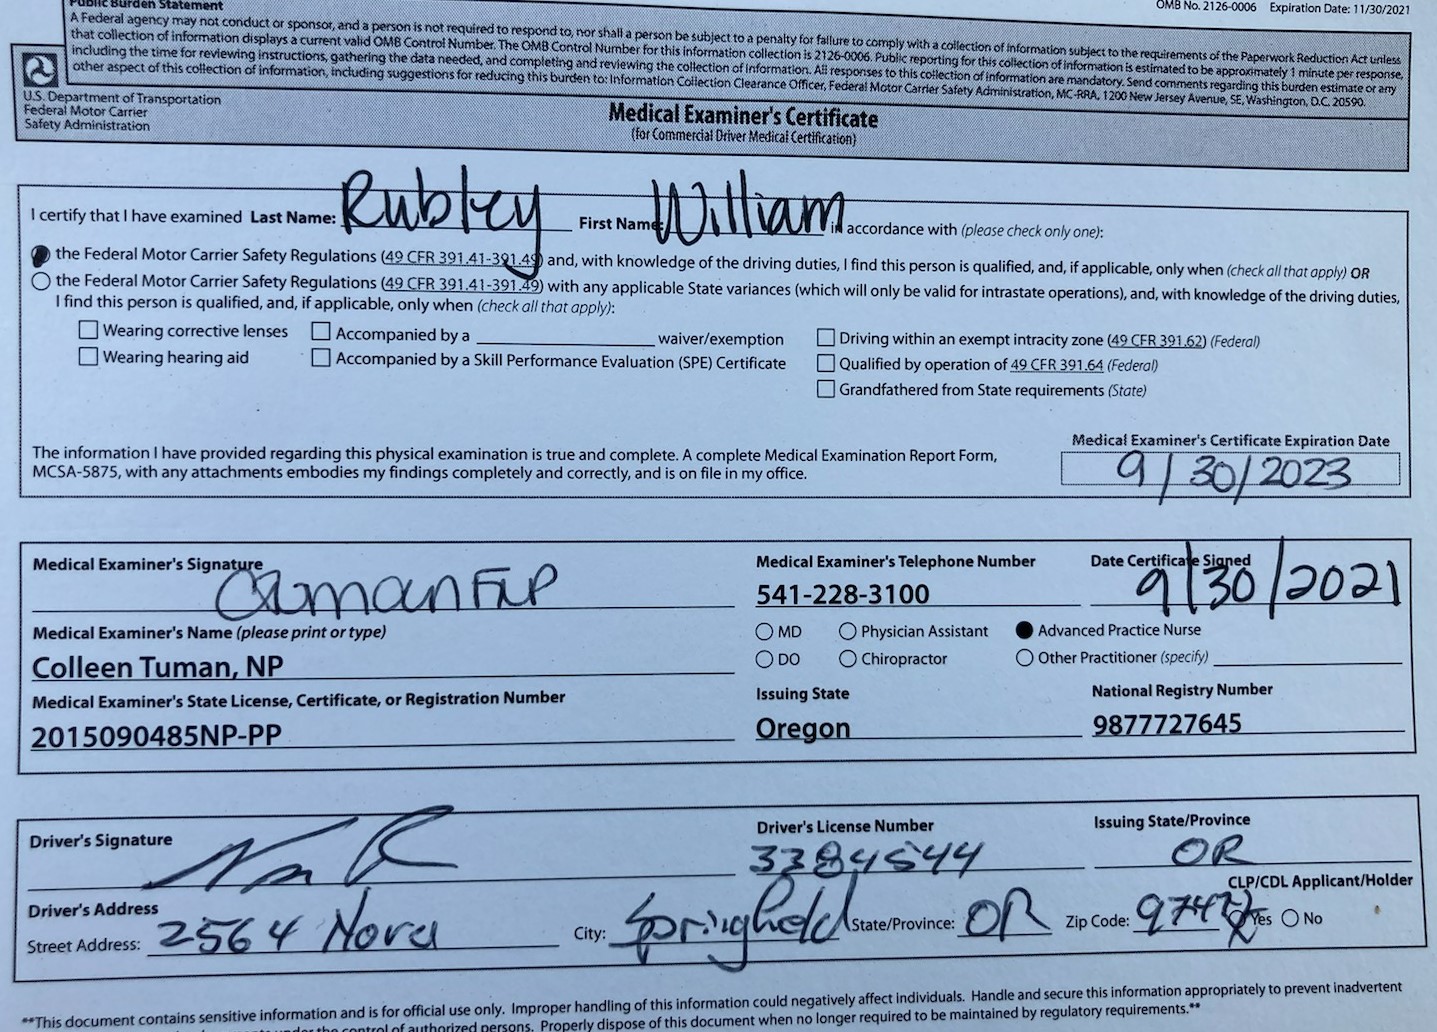 Public Burden Statement
OMB No. 2126-0006 Expiration Date: 11/30/2021
A Federal agency may not conduct or sponsor, and a person is not required to respond to, nor shall a person be subject to a penalty for failure to comply with a collection of information subject to the requirements of the Paperwork Reduction Act unless
that collection of information displays a current valid OMB Control Number. The OMB Control Number for this information collection is 2126-0006. Public reporting for this collection of information is estimated to be approximately 1 minute per response,
including the time for reviewing instructions, gathering the data needed, and completing and reviewing the collection of information. All responses to this collection of information are mandatory. Send comments regarding this burden estimate or any
other aspect of this collection of information, including suggestions for reducing this burden to: Information Collection Clearance Officer, Federal Motor Carrier Safety Administration, MC-RRA, 1200 New Jersey Avenue, SE, Washington, D.C. 20590.
U.S. Department of Transportation
Federal Motor Carrier
Safety Administration
Medical Examiner's Certificate
(for Commercial Driver Medical Certification)
I certify that I have examined Last Name: Rubley First Name: William in accordance with (please check only one):
the Federal Motor Carrier Safety Regulations (49 CFR 391.41-391.49) and, with knowledge of the driving duties, I find this person is qualified, and, if applicable, only when (check all that apply) OR
the Federal Motor Carrier Safety Regulations (49 CFR 391.41-391.49) with any applicable State variances (which will only be valid for intrastate operations), and, with knowledge of the driving duties,
I find this person is qualified, and, if applicable, only when (check all that apply):
Wearing corrective lenses Accompanied by a waiver/exemption Driving within an exempt intracity zone (49 CFR 391.62) (Federal)
Wearing hearing aid Accompanied by a Skill Performance Evaluation (SPE) Certificate Qualified by operation of 49 CFR 391.64 (Federal)
Grandfathered from State requirements (State)
The information I have provided regarding this physical examination is true and complete. A complete Medical Examination Report Form,
MCSA-5875, with any attachments embodies my findings completely and correctly, and is on file in my office.
Medical Examiner's Certificate Expiration Date
9/30/2023
Medical Examiner's Signature Medical Examiner's Telephone Number Date Certificate Signed
541-228-3100 9/30/2021
Medical Examiner's Name (please print or type) MD Physician Assistant Advanced Practice Nurse
Colleen Tuman, NP DO Chiropractor Other Practitioner (specify)
Medical Examiner's State License, Certificate, or Registration Number Issuing State National Registry Number
2015090485NP-PP Oregon 9877727645
Driver's Signature Driver's License Number Issuing State/Province
3384544 OR
CLP/CDL Applicant/Holder
Driver's Address
Street Address: 2564 Nova City: Springfield State/Province: OR Zip Code: Yes No
**This document contains sensitive information and is for official use only. Improper handling of this information could negatively affect individuals. Handle and secure this information appropriately to prevent inadvertent
the control of authorized persons. Properly dispose of this document when no longer required to be maintained by regulatory requirements.**